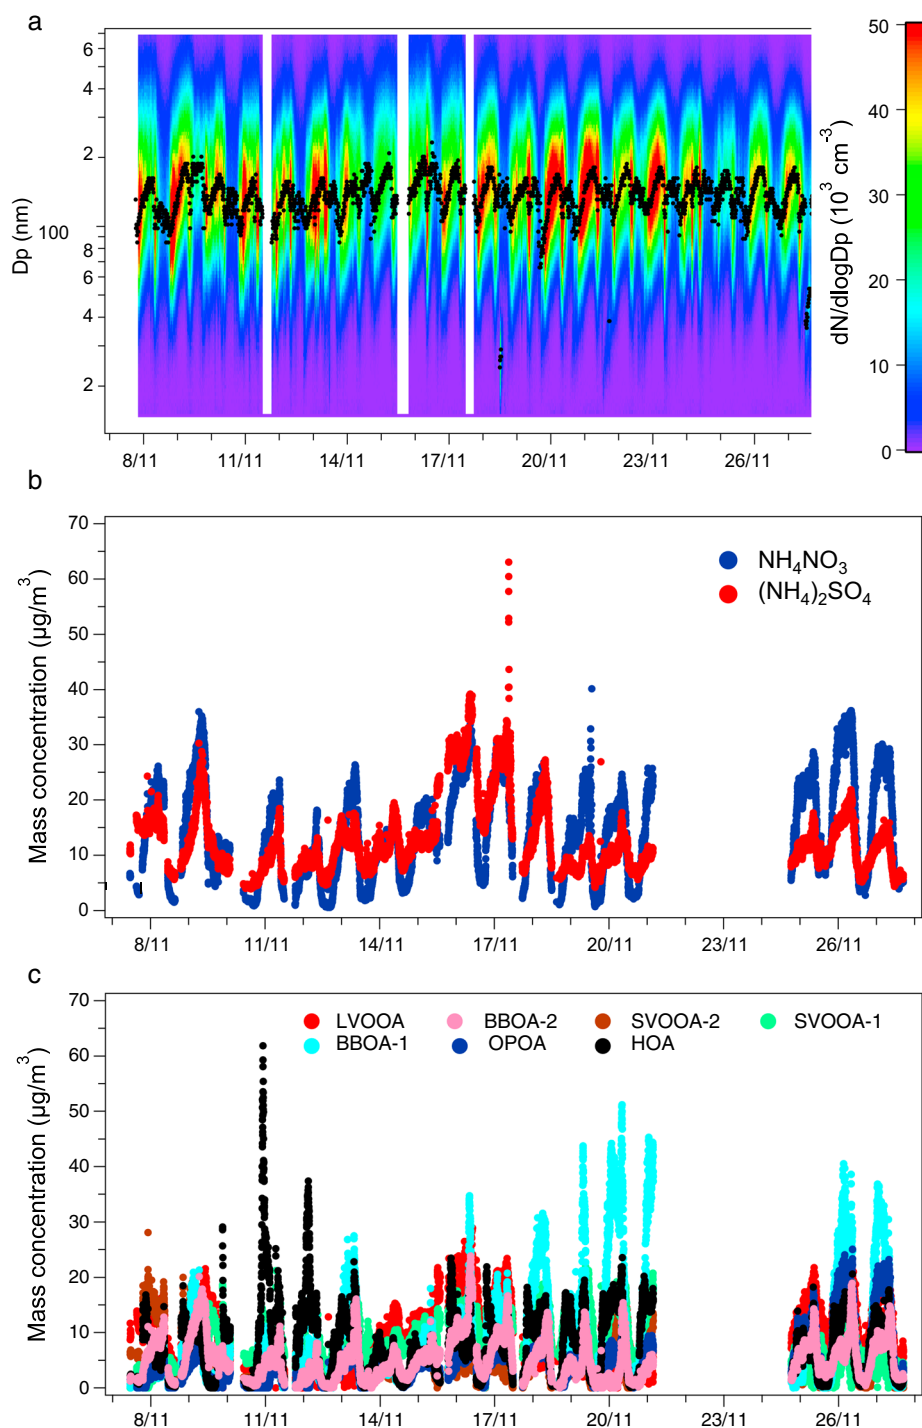 a
6
4
2
100
8
6
4
2
Dp (nm)
8/11 11/11 14/11 17/11 20/11 23/11 26/11
50
40
30
20
10
0
dN/dlogDp (10³ cm⁻³)
b
70
60
50
40
30
20
10
0
Mass concentration (µg/m³)
NH₄NO₃
(NH₄)₂SO₄
8/11 11/11 14/11 17/11 20/11 23/11 26/11
c
70
60
50
40
30
20
10
0
Mass concentration (µg/m³)
LVOOA BBOA-2 SVOOA-2 SVOOA-1
BBOA-1 OPOA HOA
8/11 11/11 14/11 17/11 20/11 23/11 26/11